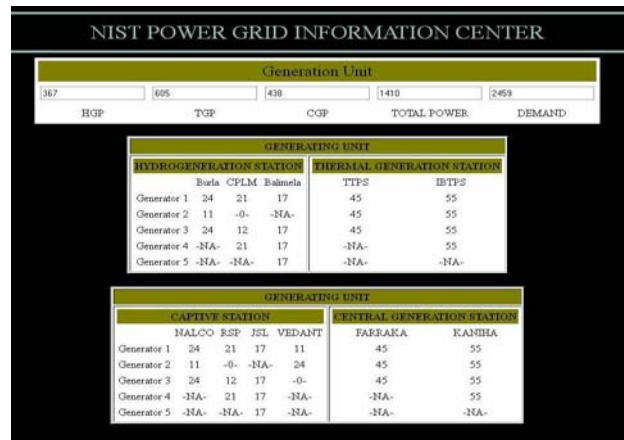 NIST POWER GRID INFORMATION CENTER
Generation Unit
367 605 438 1410 2459
HGP TGP CGP TOTAL POWER DEMAND
GENERATING UNIT
HYDROGENERATION STATION THERMAL GENERATION STATION
Burla CPLM Balimela TTPS IBTPS
Generator 1 24 21 17 45 55
Generator 2 11 -0- -NA- 45 55
Generator 3 24 12 17 45 55
Generator 4 -NA- 21 17 -NA- 55
Generator 5 -NA- -NA- 17 -NA- -NA-
GENERATING UNIT
CAPTIVE STATION CENTRAL GENERATION STATION
NALCO RSP JSL VEDANT FARRAKA KANIHA
Generator 1 24 21 17 11 45 55
Generator 2 11 -0- -NA- 24 45 55
Generator 3 24 12 17 -0- 45 55
Generator 4 -NA- 21 17 -NA- -NA- 55
Generator 5 -NA- -NA- 17 -NA- -NA- -NA-